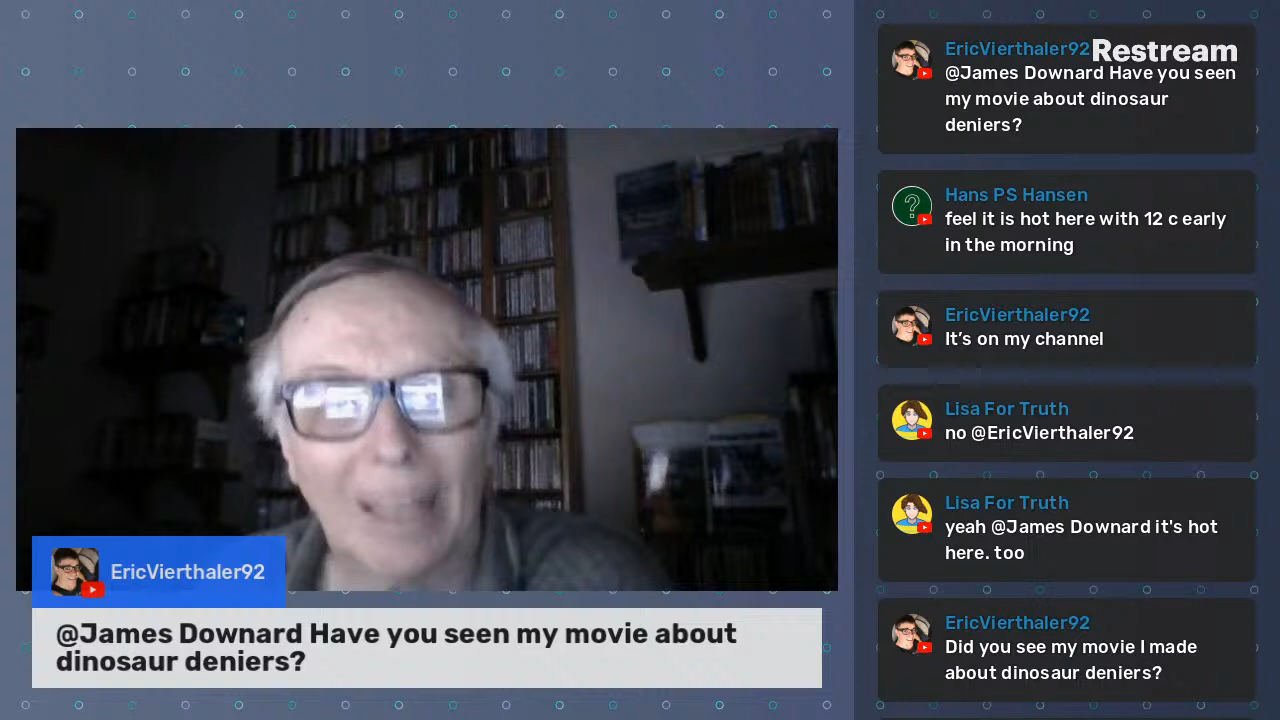 EricVierthaler92
@James Downard Have you seen my movie about
dinosaur deniers?
Restream
EricVierthaler92
@James Downard Have you seen
my movie about dinosaur
deniers?
Hans PS Hansen
feel it is hot here with 12 c early
in the morning
EricVierthaler92
It’s on my channel
Lisa For Truth
no @EricVierthaler92
Lisa For Truth
yeah @James Downard it's hot
here. too
EricVierthaler92
Did you see my movie I made
about dinosaur deniers?